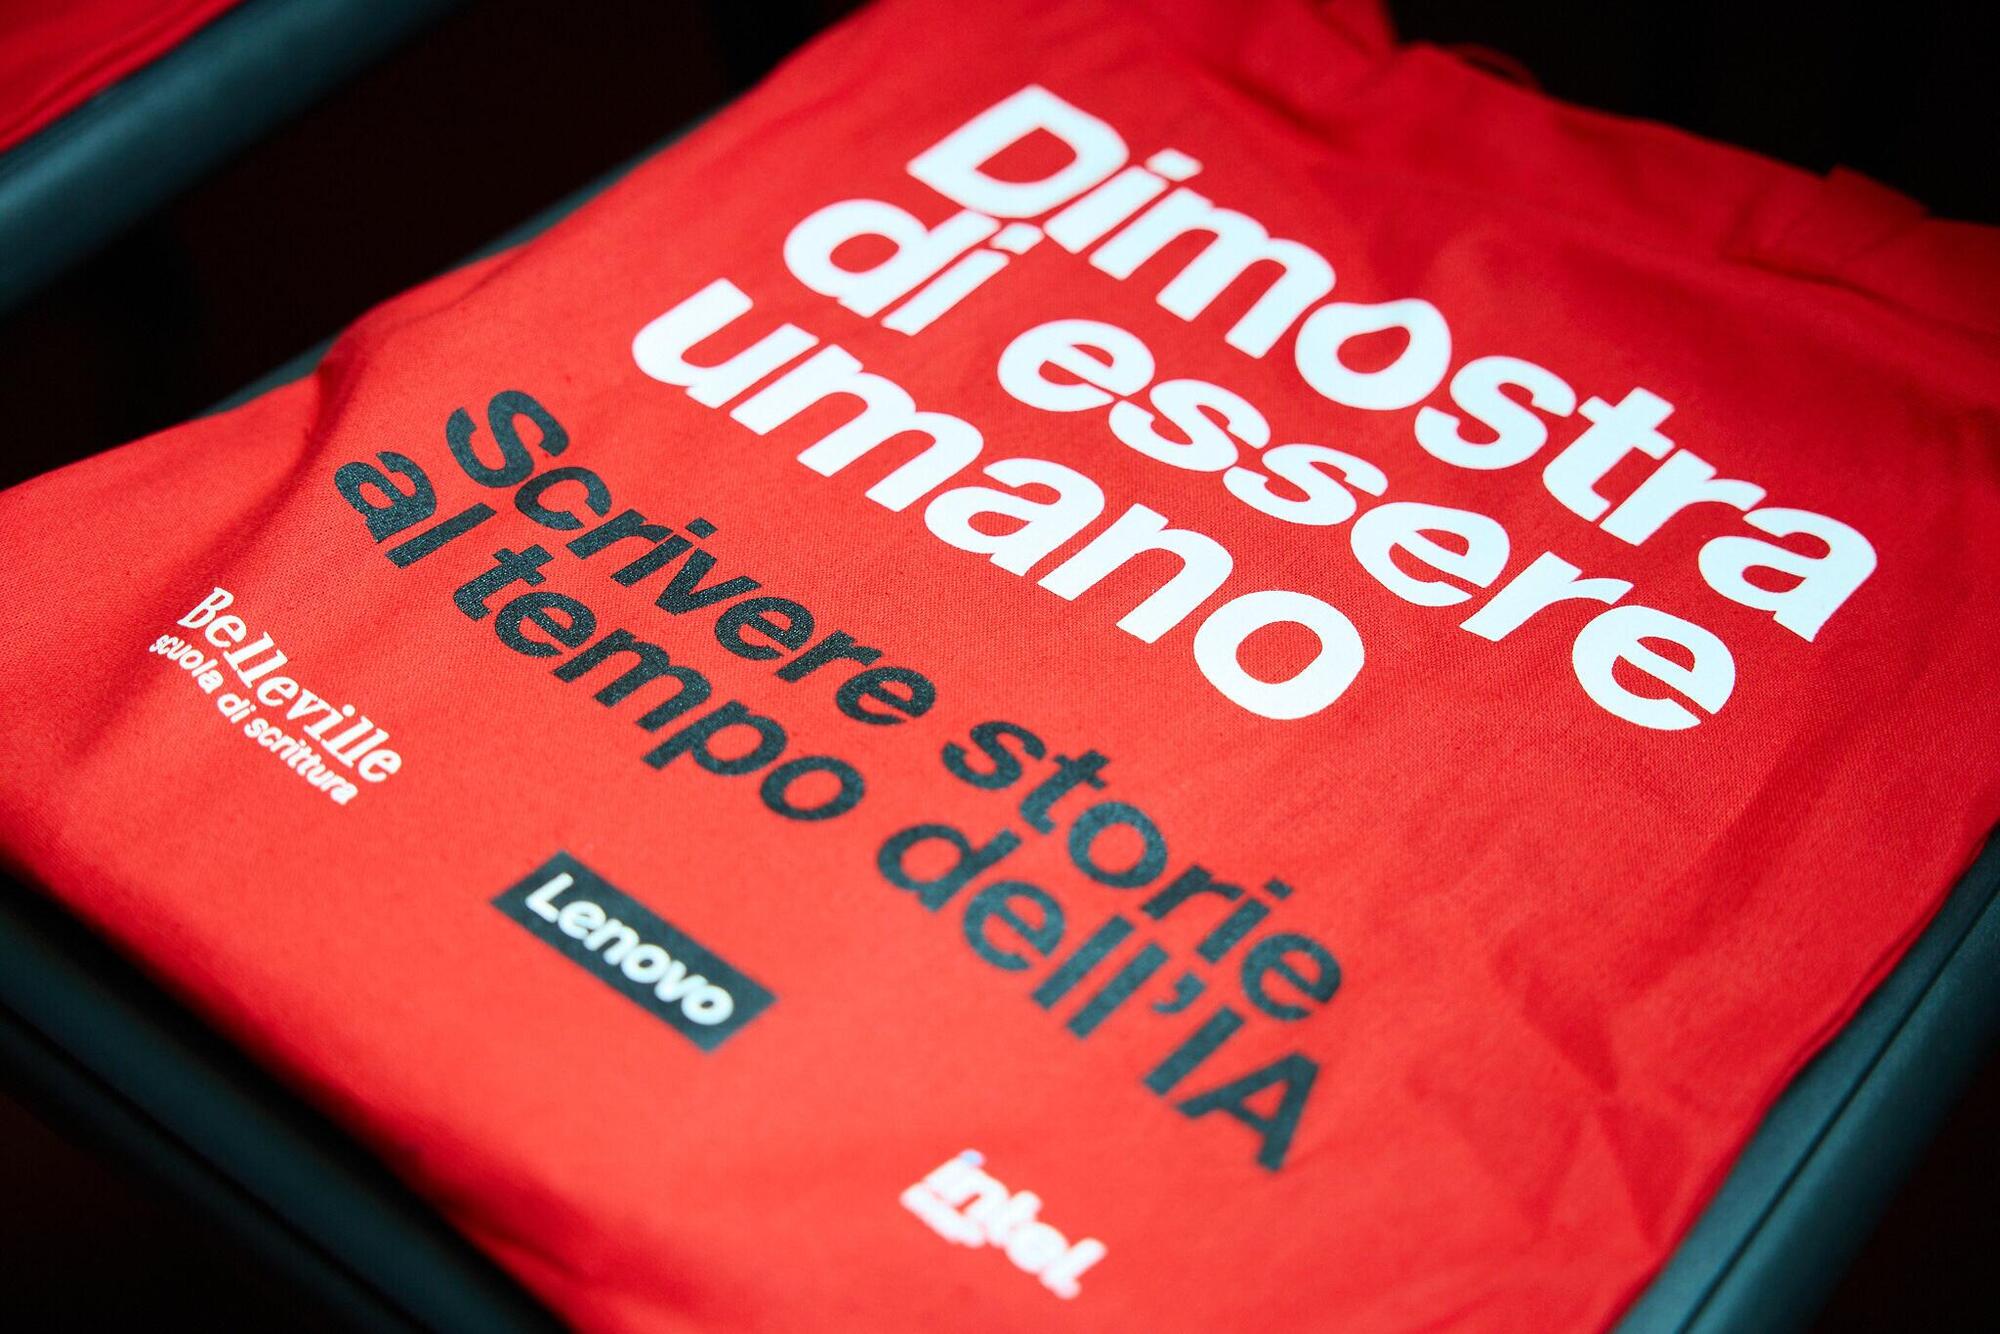 Dimostra
di essere
umano
Scrivere storie
al tempo dell'IA
Belleville
scuola di scrittura
Lenovo
intel